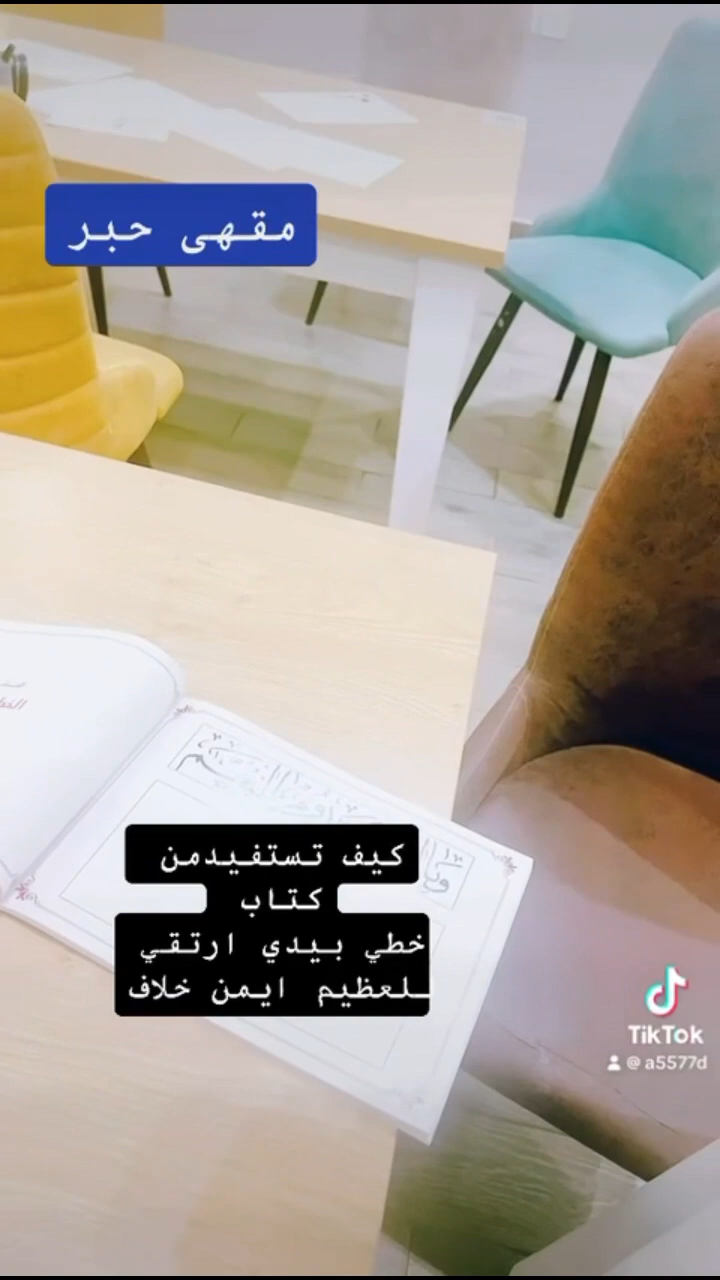 مقهى حبر
كيف تستفيدمن
كتاب
خطي بيدي ارتقي
لعظيم ايمن خلاف
TikTok
@ a5577d